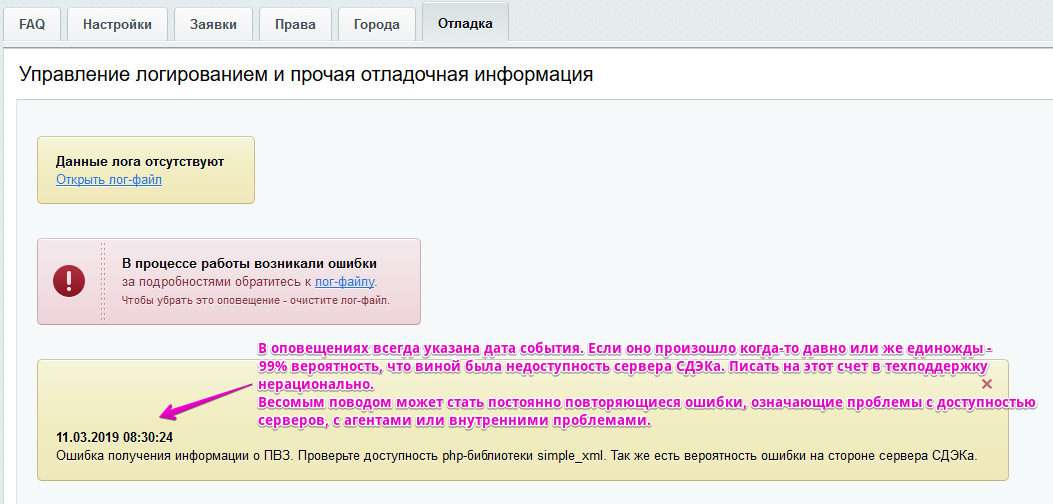 FAQ
Настройки
Заявки
Права
Города
Отладка
Управление логированием и прочая отладочная информация
Данные лога отсутствуют
Открыть лог-файл
В процессе работы возникали ошибки
за подробностями обратитесь к лог-файлу.
Чтобы убрать это оповещение - очистите лог-файл.
В оповещениях всегда указана дата события. Если оно произошло когда-то давно или же единожды -
99% вероятность, что виной была недоступность сервера СДЭКа. Писать на этот счет в техподдержку
нерационально.
Весомым поводом может стать постоянно повторяющиеся ошибки, означающие проблемы с доступностью
серверов, с агентами или внутренними проблемами.
11.03.2019 08:30:24
Ошибка получения информации о ПВЗ. Проверьте доступность php-библиотеки simple_xml. Так же есть вероятность ошибки на стороне сервера СДЭКа.